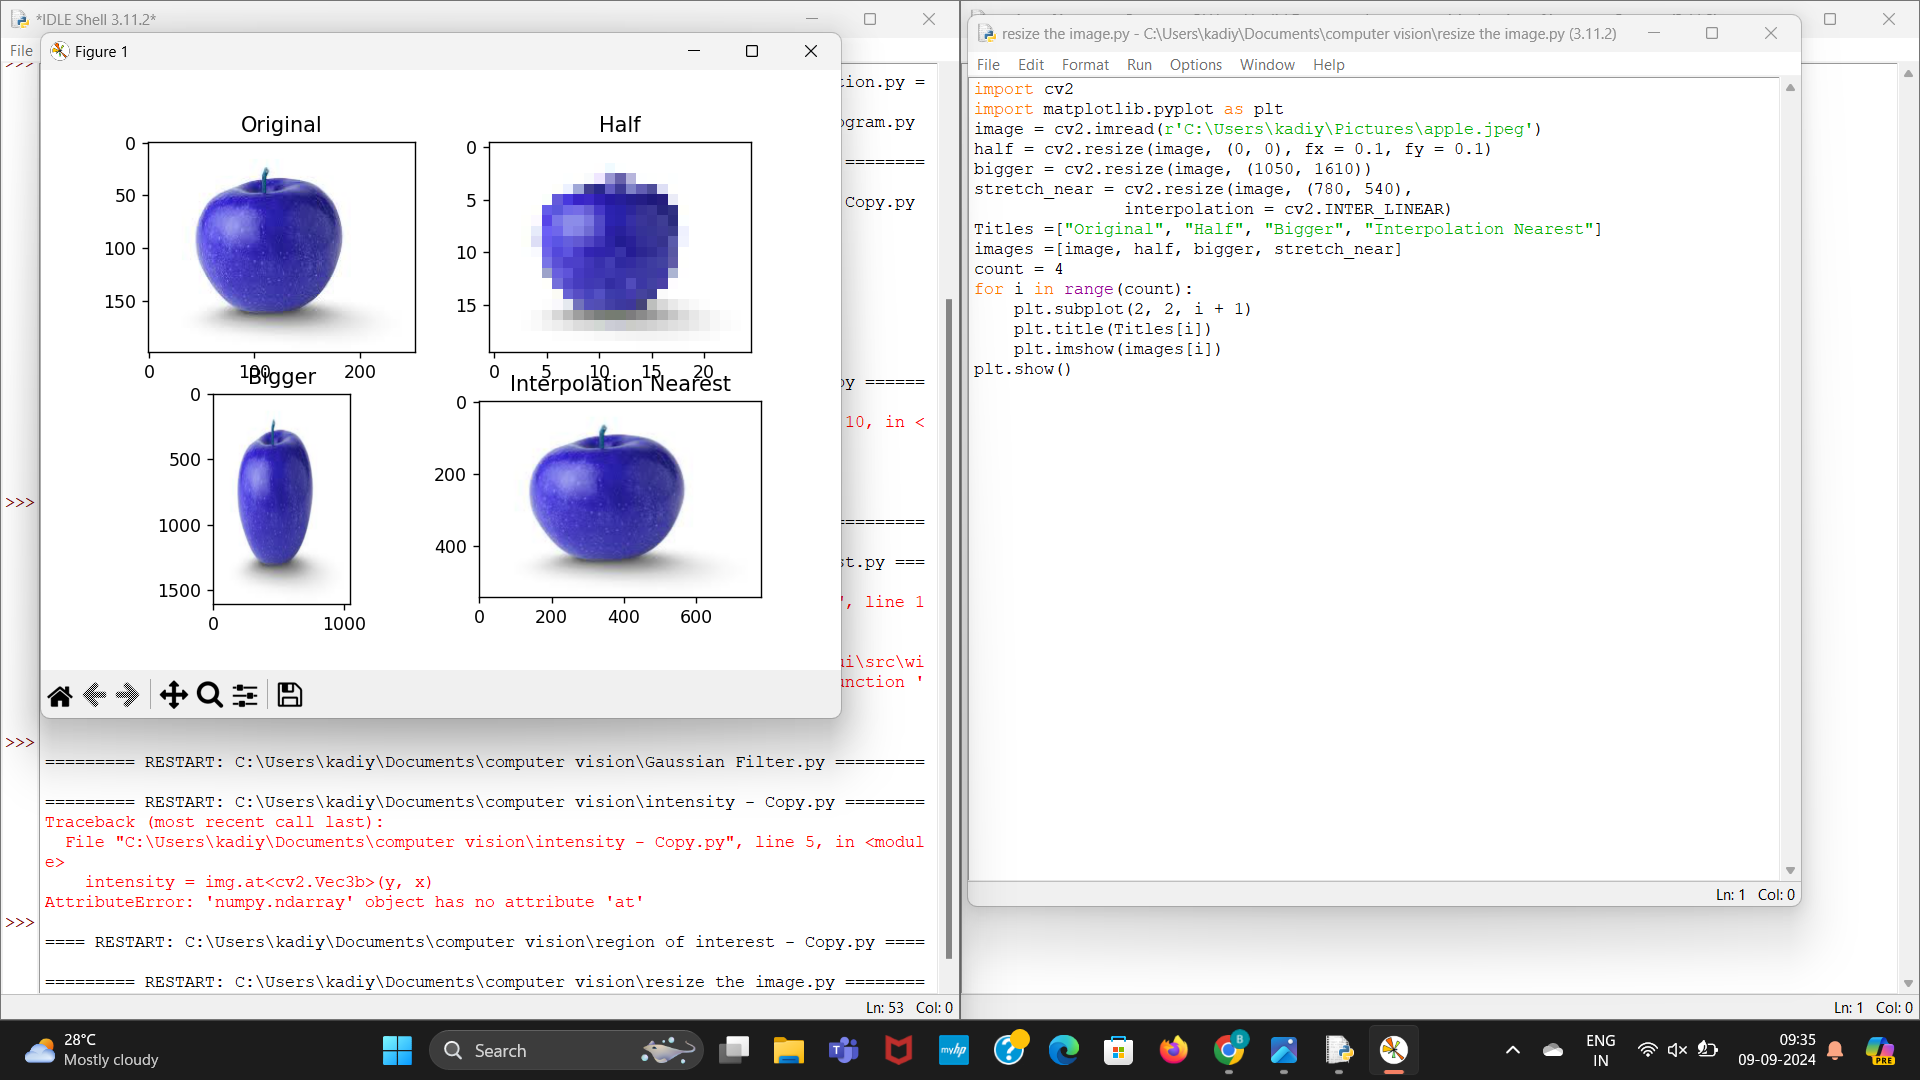 *IDLE Shell 3.11.2*
File
>>>
tion.py =
ogram.py
========
Copy.py
py ======
10, in <
>>>
========
st.py ===
", line 1
ui\src\wi
unction '
>>>
========= RESTART: C:\Users\kadiy\Documents\computer vision\Gaussian Filter.py =========
========= RESTART: C:\Users\kadiy\Documents\computer vision\intensity - Copy.py ========
Traceback (most recent call last):
File "C:\Users\kadiy\Documents\computer vision\intensity - Copy.py", line 5, in <modul
e>
intensity = img.at<cv2.Vec3b>(y, x)
AttributeError: 'numpy.ndarray' object has no attribute 'at'
>>>
==== RESTART: C:\Users\kadiy\Documents\computer vision\region of interest - Copy.py ====
========= RESTART: C:\Users\kadiy\Documents\computer vision\resize the image.py ========
Ln: 53 Col: 0
Figure 1
Original
0
50
100
150
0 100 200
Half
0
5
10
15
0 5 10 15 20
Bigger
0
500
1000
1500
0 1000
Interpolation Nearest
0
200
400
0 200 400 600
resize the image.py - C:\Users\kadiy\Documents\computer vision\resize the image.py (3.11.2)
File Edit Format Run Options Window Help
import cv2
import matplotlib.pyplot as plt
image = cv2.imread(r'C:\Users\kadiy\Pictures\apple.jpeg')
half = cv2.resize(image, (0, 0), fx = 0.1, fy = 0.1)
bigger = cv2.resize(image, (1050, 1610))
stretch_near = cv2.resize(image, (780, 540),
interpolation = cv2.INTER_LINEAR)
Titles =["Original", "Half", "Bigger", "Interpolation Nearest"]
images =[image, half, bigger, stretch_near]
count = 4
for i in range(count):
plt.subplot(2, 2, i + 1)
plt.title(Titles[i])
plt.imshow(images[i])
plt.show()
Ln: 1 Col: 0
Ln: 1 Col: 0
28°C
Mostly cloudy
Search
myhp
B
ENG
IN
09:35
09-09-2024
PRE